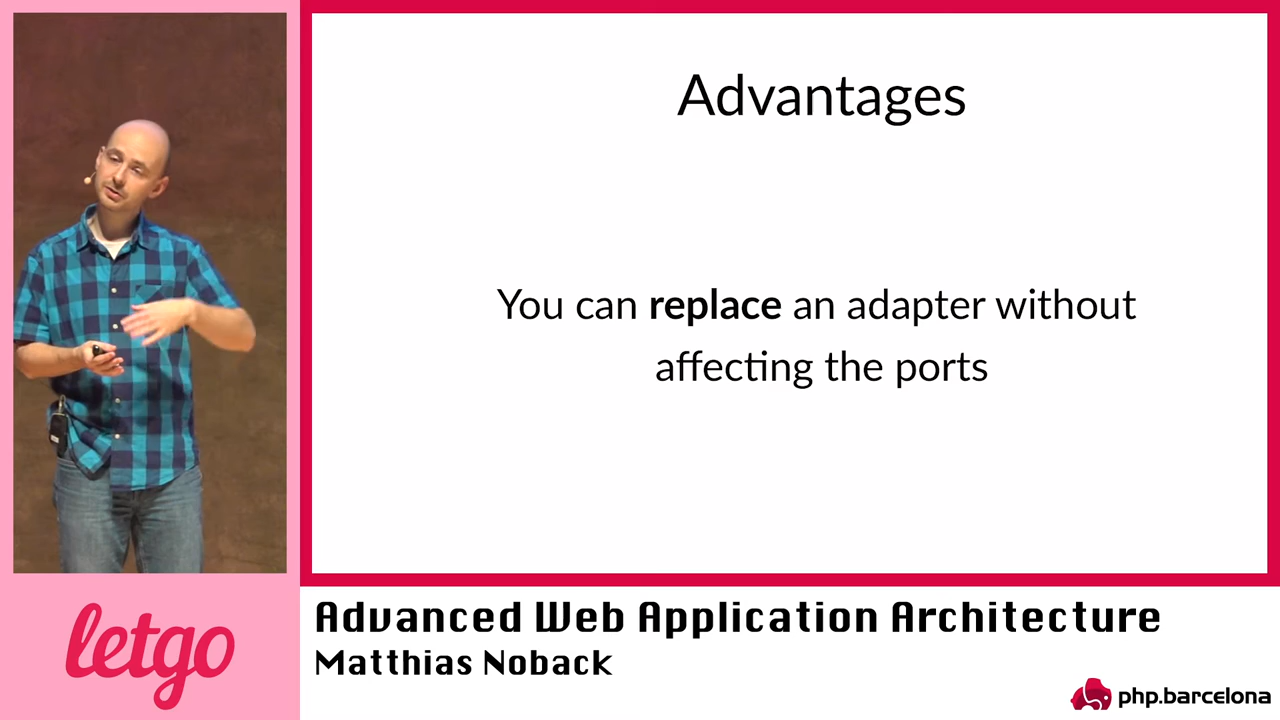 Advantages
You can replace an adapter without
affecting the ports
letgo
Advanced Web Application Architecture
Matthias Noback
php.barcelona